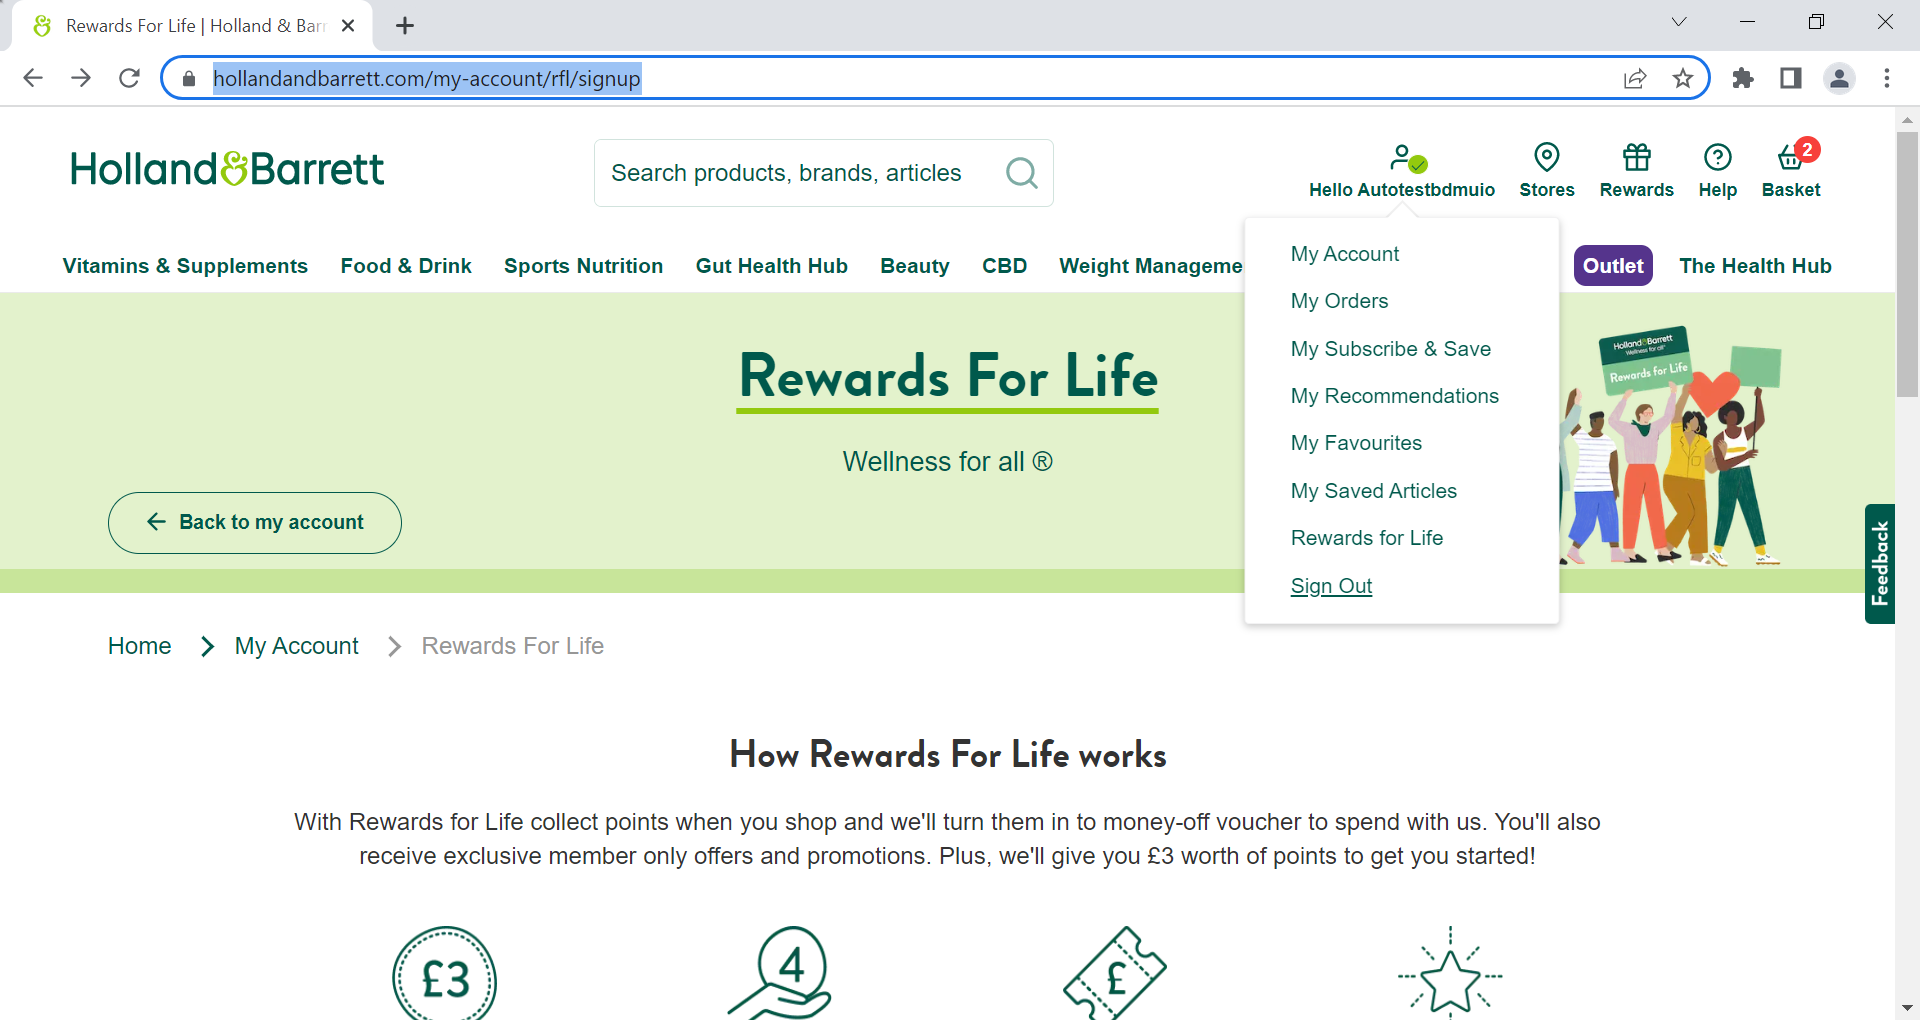 Rewards For Life | Holland & Barr
hollandandbarrett.com/my-account/rfl/signup
Holland&Barrett
Search products, brands, articles
Hello Autotestbdmuio
Stores
Rewards
Help
2
Basket
Vitamins & Supplements
Food & Drink
Sports Nutrition
Gut Health Hub
Beauty
CBD
Weight Manageme
Outlet
The Health Hub
My Account
My Orders
My Subscribe & Save
My Recommendations
My Favourites
My Saved Articles
Rewards for Life
Sign Out
Rewards For Life
Wellness for all ®
Back to my account
Holland&Barrett
Wellness for all®
Rewards for Life
Feedback
Home
My Account
Rewards For Life
How Rewards For Life works
With Rewards for Life collect points when you shop and we'll turn them in to money-off voucher to spend with us. You'll also
receive exclusive member only offers and promotions. Plus, we'll give you £3 worth of points to get you started!
£3
4
£